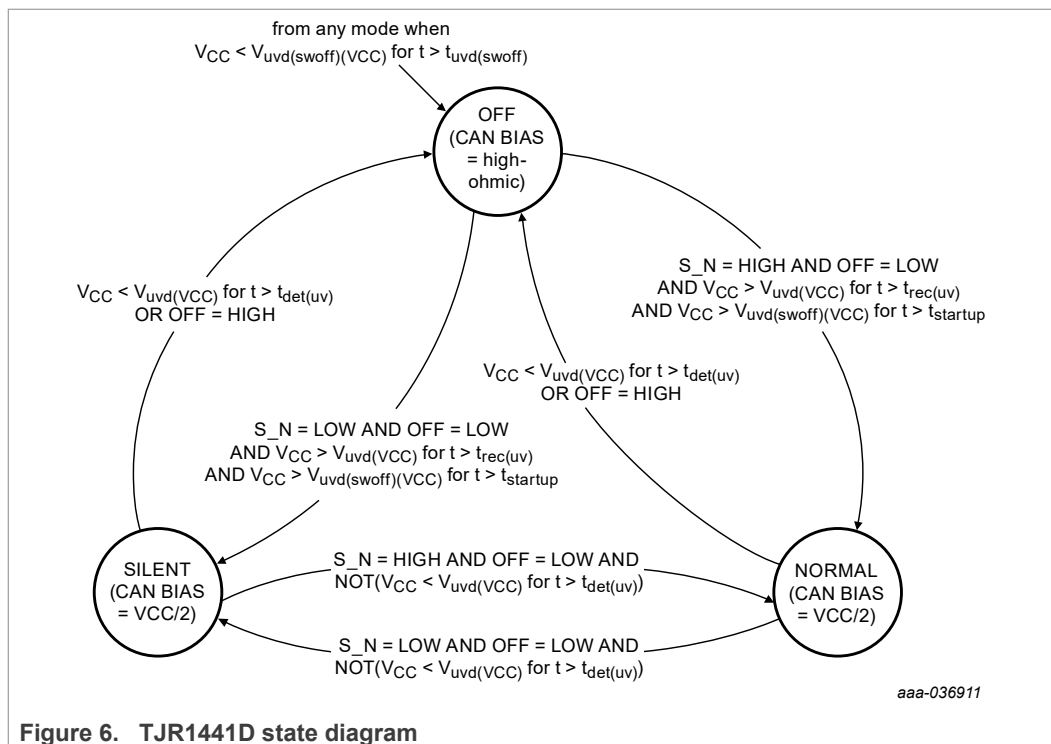 from any mode when
VCC < Vuvd(swoff)(VCC) for t > tuvd(swoff)
OFF
(CAN BIAS
= high-
ohmic)
S_N = HIGH AND OFF = LOW
AND VCC > Vuvd(VCC) for t > trec(uv)
AND VCC > Vuvd(swoff)(VCC) for t > tstartup
VCC < Vuvd(VCC) for t > tdet(uv)
OR OFF = HIGH
VCC < Vuvd(VCC) for t > tdet(uv)
OR OFF = HIGH
S_N = LOW AND OFF = LOW
AND VCC > Vuvd(VCC) for t > trec(uv)
AND VCC > Vuvd(swoff)(VCC) for t > tstartup
SILENT
(CAN BIAS
= VCC/2)
S_N = HIGH AND OFF = LOW AND
NOT(VCC < Vuvd(VCC) for t > tdet(uv))
NORMAL
(CAN BIAS
= VCC/2)
S_N = LOW AND OFF = LOW AND
NOT(VCC < Vuvd(VCC) for t > tdet(uv))
aaa-036911
Figure 6. TJR1441D state diagram